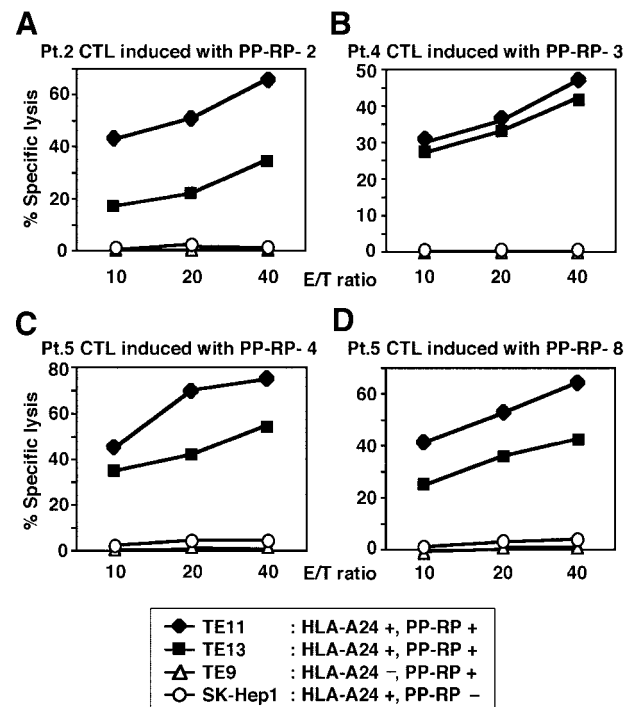 A
Pt.2 CTL induced with PP-RP- 2
% Specific lysis
60
40
20
0
10 20 40 E/T ratio
B
Pt.4 CTL induced with PP-RP- 3
50
40
30
20
10
0
10 20 40
C
Pt.5 CTL induced with PP-RP- 4
% Specific lysis
80
60
40
20
0
10 20 40 E/T ratio
D
Pt.5 CTL induced with PP-RP- 8
60
40
20
0
10 20 40
TE11 : HLA-A24 +, PP-RP +
TE13 : HLA-A24 +, PP-RP +
TE9 : HLA-A24 −, PP-RP +
SK-Hep1 : HLA-A24 +, PP-RP −